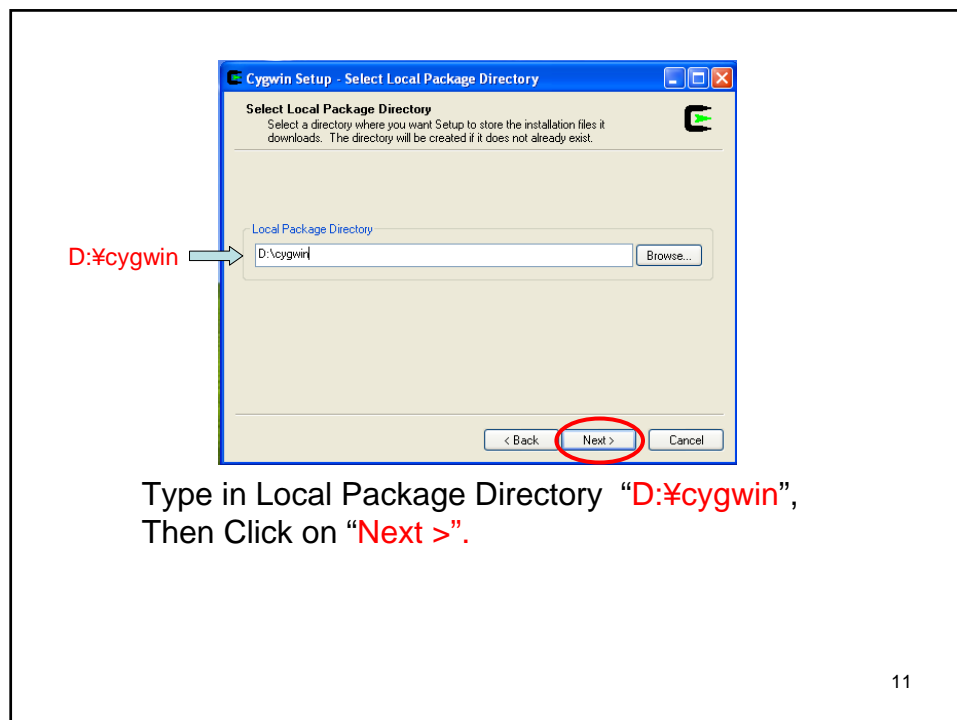 Cygwin Setup - Select Local Package Directory
Select Local Package Directory
Select a directory where you want Setup to store the installation files it
downloads. The directory will be created if it does not already exist.
Local Package Directory
D:¥cygwin
D:\cygwin
Browse...
< Back
Next >
Cancel
Type in Local Package Directory “D:¥cygwin”,
Then Click on “Next >”.
11